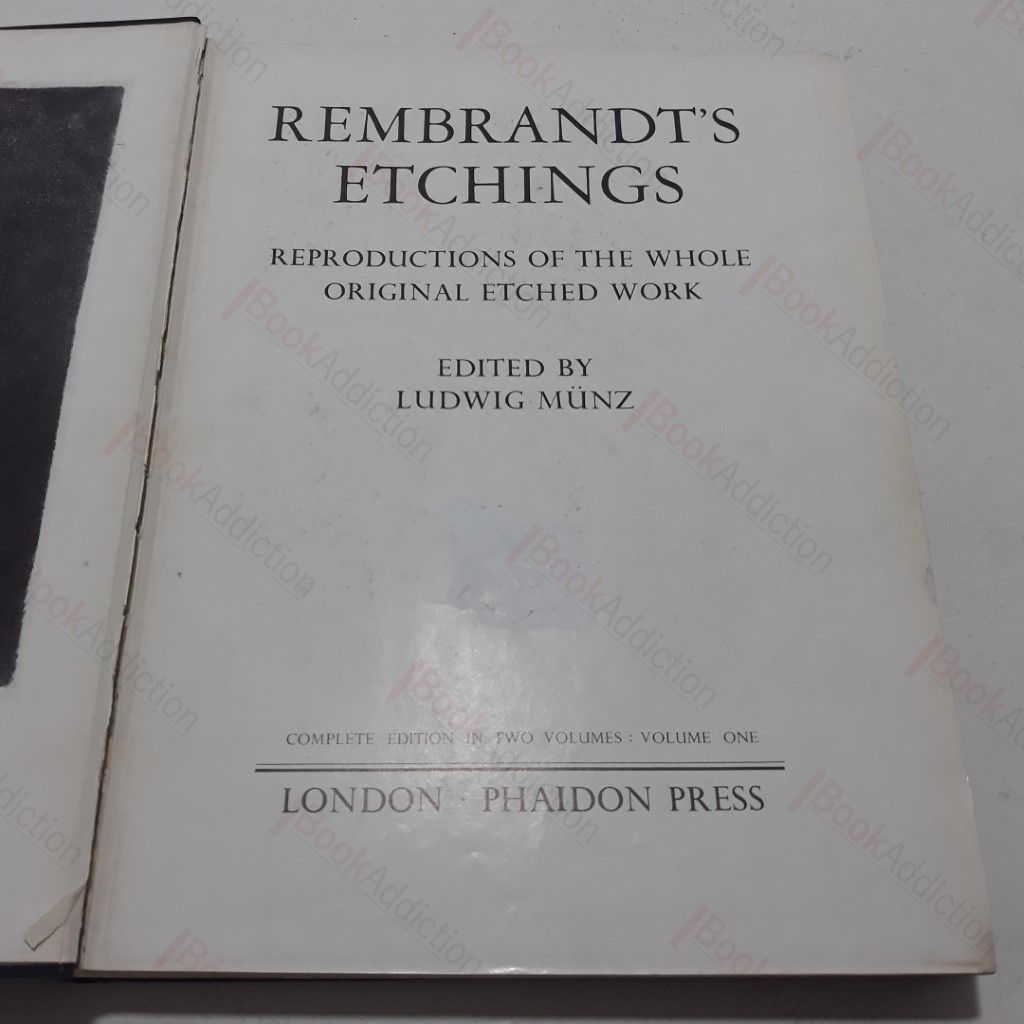 REMBRANDT'S
ETCHINGS
REPRODUCTIONS OF THE WHOLE
ORIGINAL ETCHED WORK
EDITED BY
LUDWIG MÜNZ
COMPLETE EDITION IN TWO VOLUMES : VOLUME ONE
LONDON · PHAIDON PRESS
BookAddiction